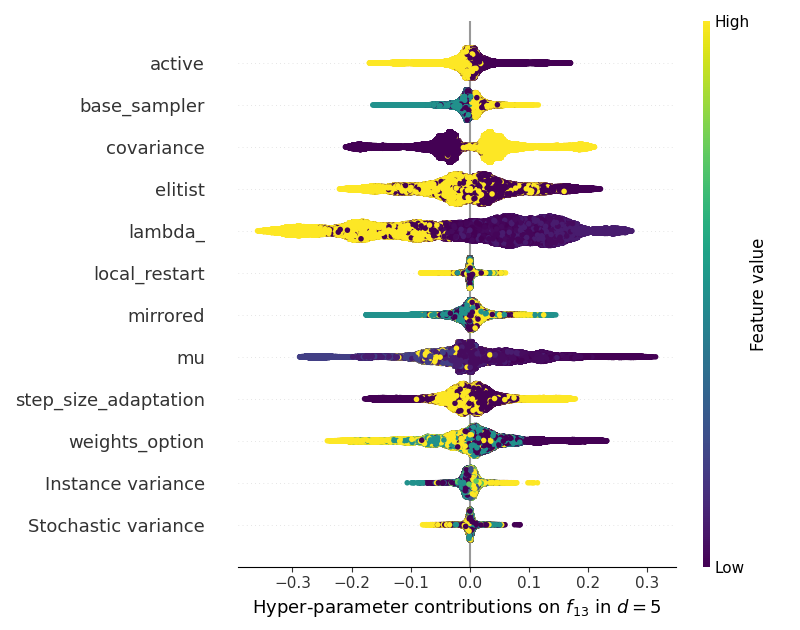 High
active
base_sampler
covariance
elitist
lambda_
local_restart
mirrored
mu
step_size_adaptation
weights_option
Instance variance
Stochastic variance
Feature value
Low
−0.3 −0.2 −0.1 0.0 0.1 0.2 0.3
Hyper-parameter contributions on $f_{13}$ in $d = 5$